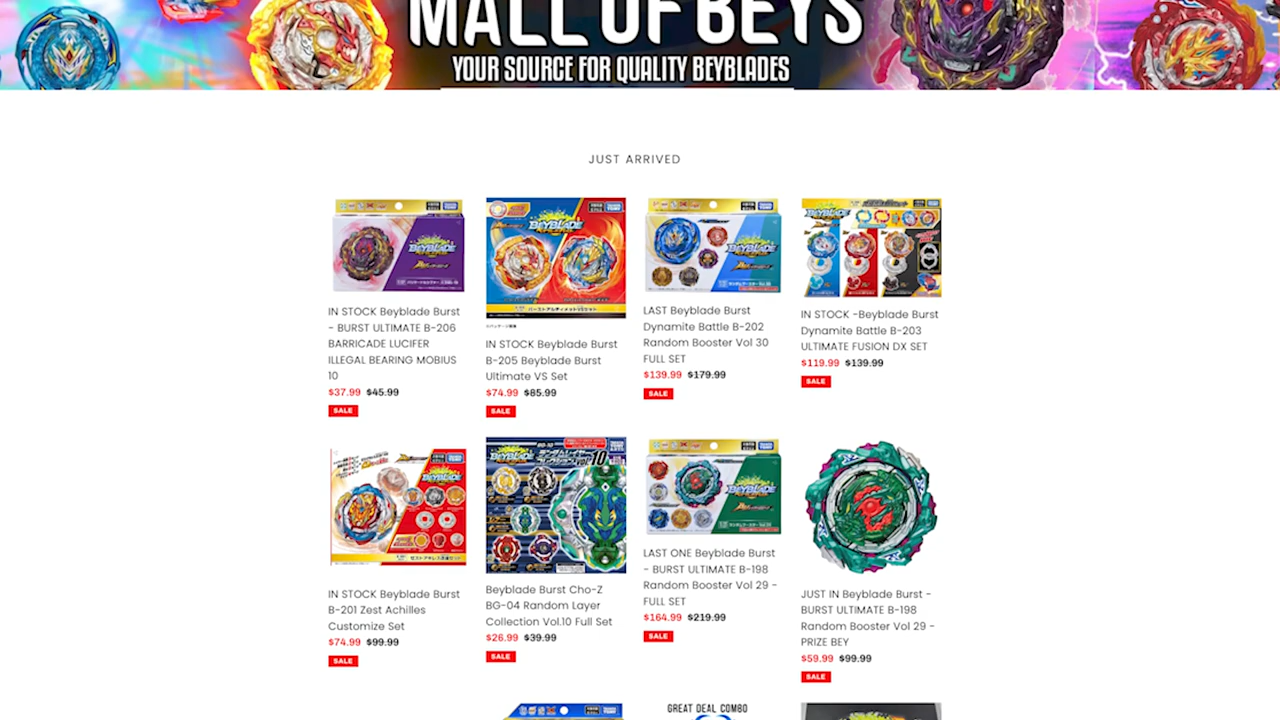 MALL OF BEYS
YOUR SOURCE FOR QUALITY BEYBLADES
JUST ARRIVED
IN STOCK Beyblade Burst
- BURST ULTIMATE B-206
BARRICADE LUCIFER
ILLEGAL BEARING MOBIUS
10
$37.99 $45.99
SALE
BEYBLADE
IN STOCK Beyblade Burst
B-205 Beyblade Burst
Ultimate VS Set
$74.99 $85.99
SALE
BEYBLADE
LAST Beyblade Burst
Dynamite Battle B-202
Random Booster Vol 30
FULL SET
$139.99 $179.99
SALE
BEYBLADE
IN STOCK -Beyblade Burst
Dynamite Battle B-203
ULTIMATE FUSION DX SET
$119.99 $139.99
SALE
BEYBLADE
IN STOCK Beyblade Burst
B-201 Zest Achilles
Customize Set
$74.99 $99.99
SALE
BEYBLADE
Beyblade Burst Cho-Z
BG-04 Random Layer
Collection Vol.10 Full Set
$26.99 $39.99
SALE
BEYBLADE
LAST ONE Beyblade Burst
- BURST ULTIMATE B-198
Random Booster Vol 29 -
FULL SET
$164.99 $219.99
SALE
JUST IN Beyblade Burst -
BURST ULTIMATE B-198
Random Booster Vol 29 -
PRIZE BEY
$59.99 $99.99
SALE
GREAT DEAL COMBO